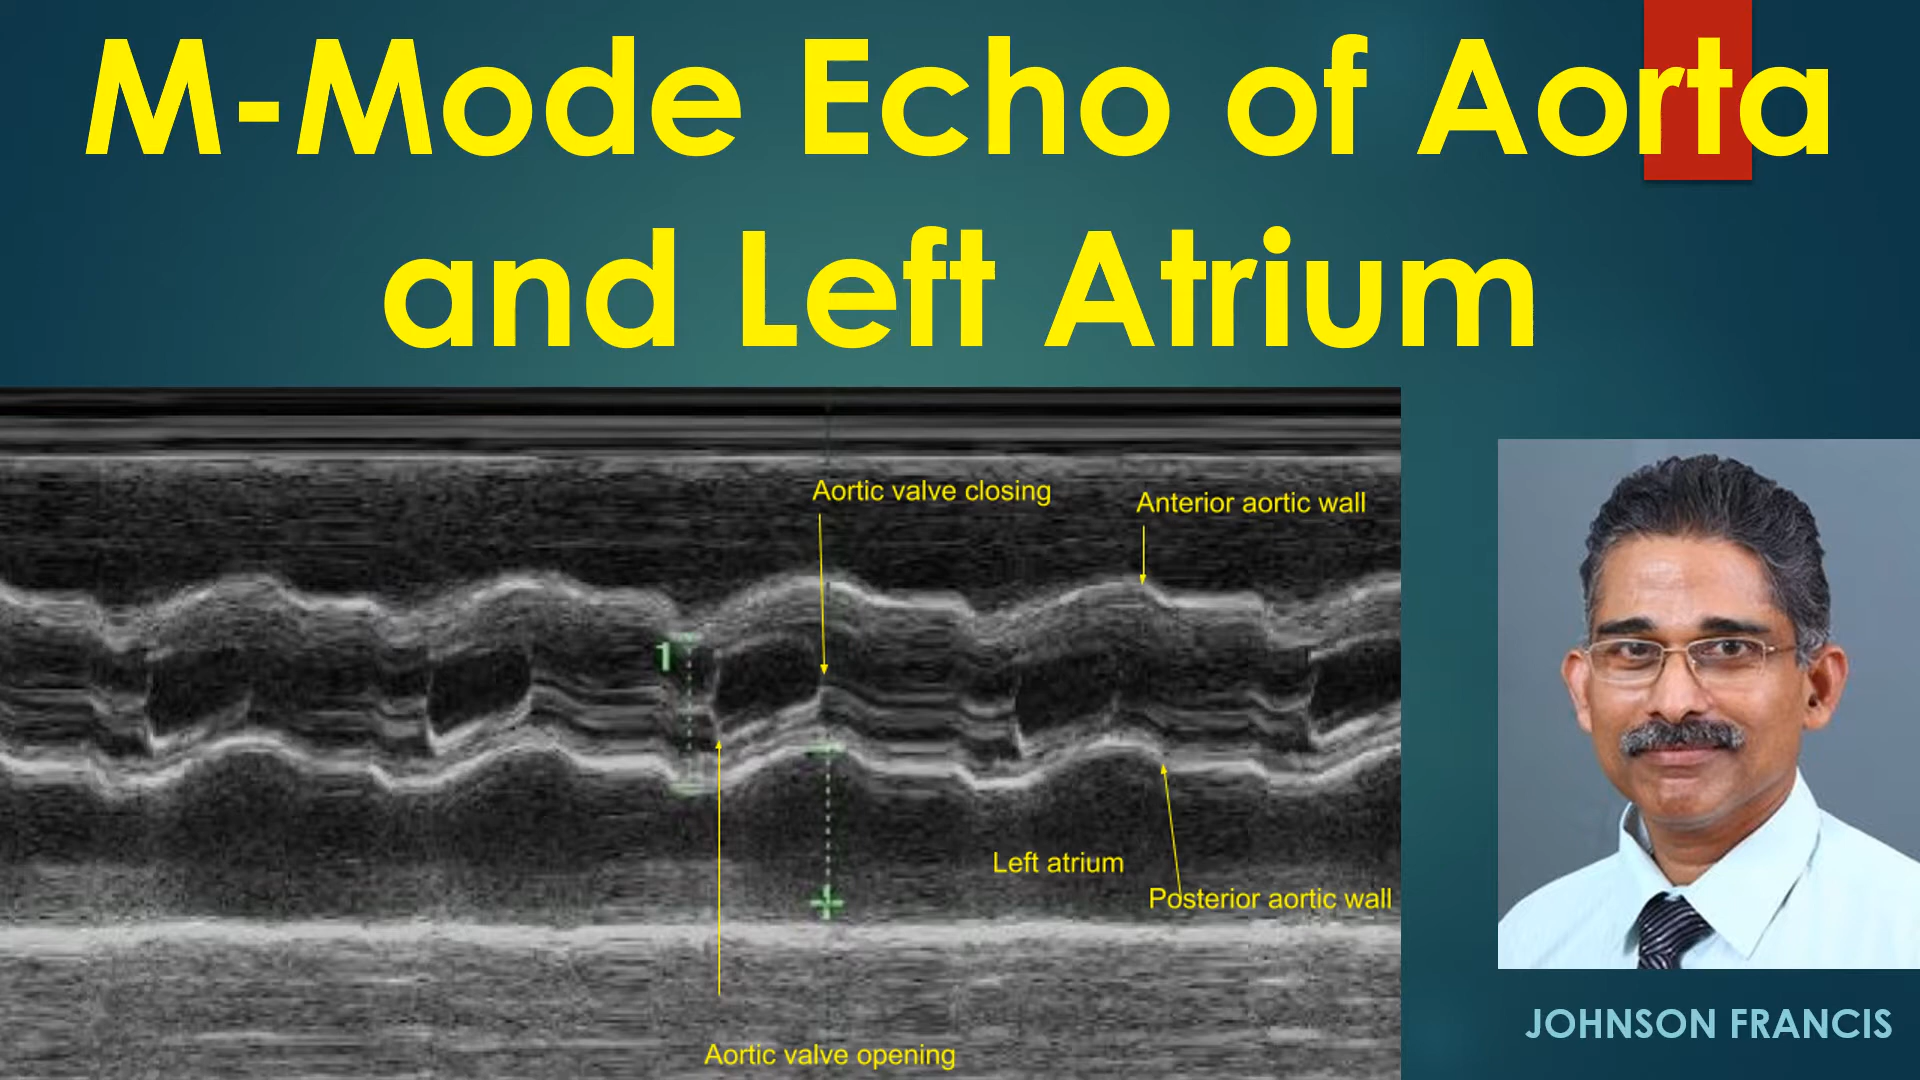 M-Mode Echo of Aorta
and Left Atrium
Aortic valve closing
Anterior aortic wall
1
Left atrium
Posterior aortic wall
Aortic valve opening
JOHNSON FRANCIS